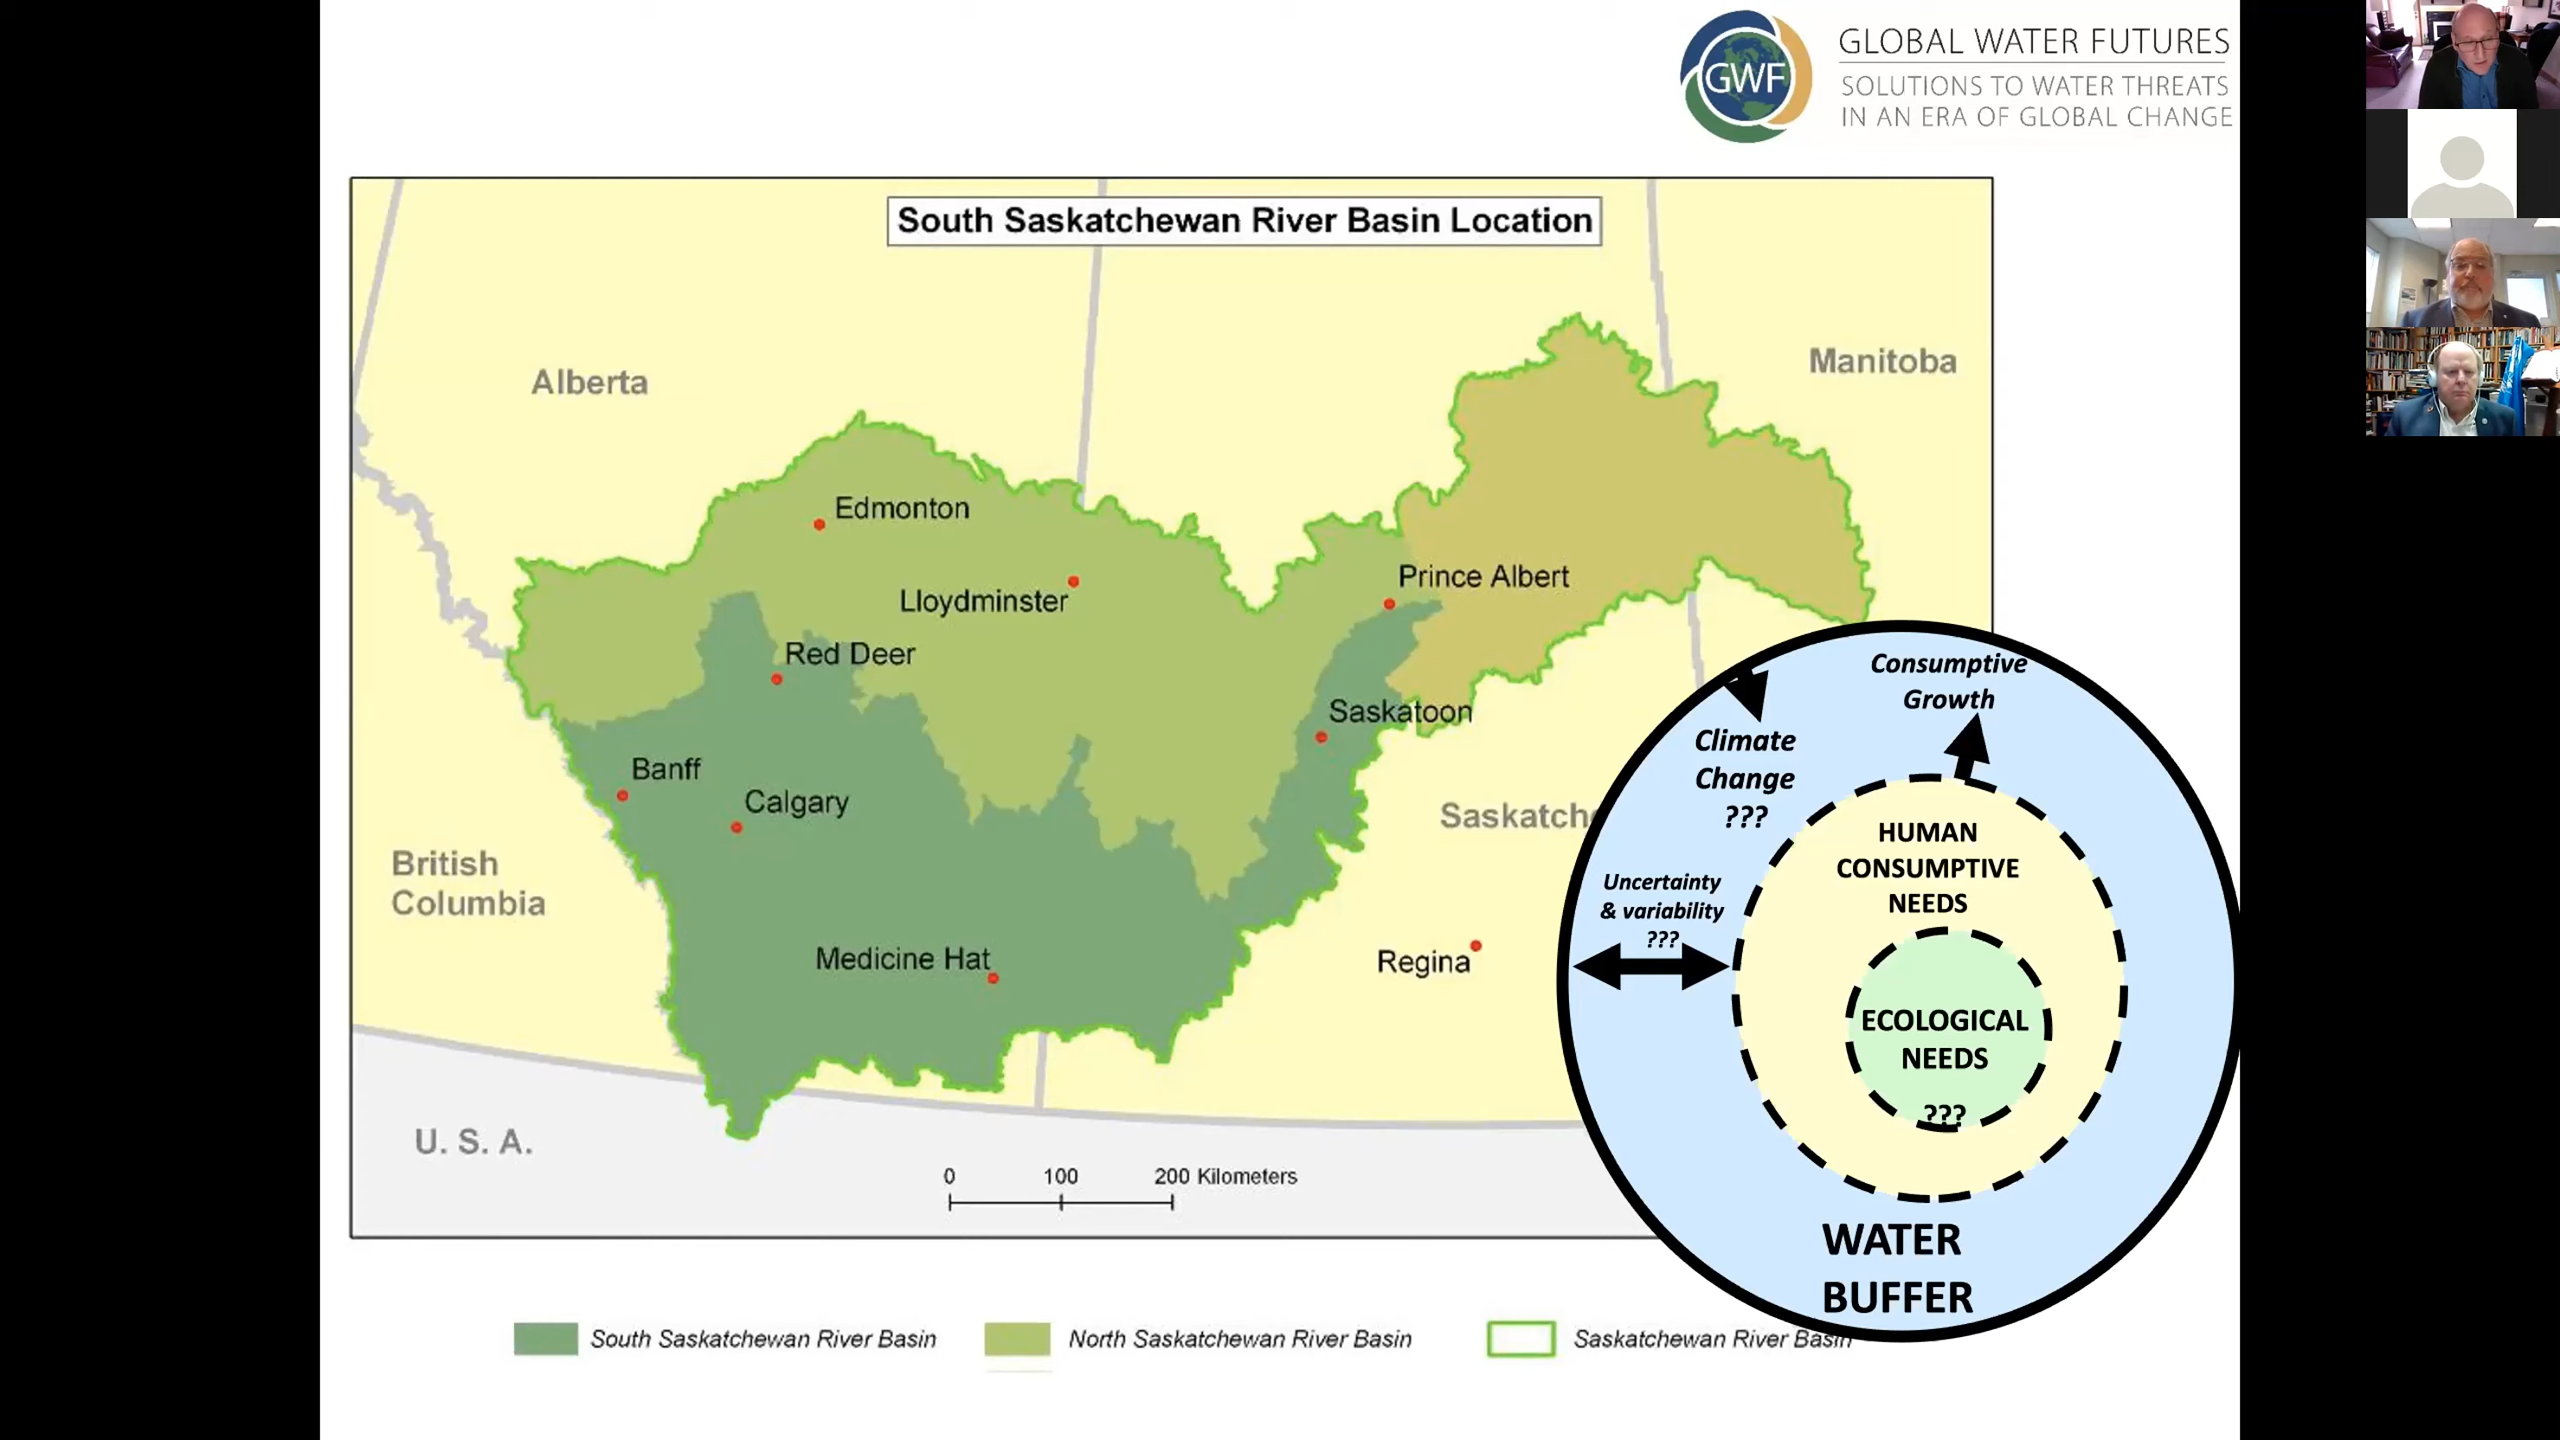 GWF
GLOBAL WATER FUTURES
SOLUTIONS TO WATER THREATS
IN AN ERA OF GLOBAL CHANGE
South Saskatchewan River Basin Location
Manitoba
Alberta
Edmonton
Prince Albert
Lloydminster
Red Deer
Saskatoon
Banff
Calgary
Saskatche
British
Columbia
Medicine Hat
Regina
U. S. A.
0 100 200 Kilometers
Consumptive
Growth
Climate
Change
???
HUMAN
CONSUMPTIVE
NEEDS
Uncertainty
& variability
???
ECOLOGICAL
NEEDS
???
WATER
BUFFER
South Saskatchewan River Basin
North Saskatchewan River Basin
Saskatchewan River Basin